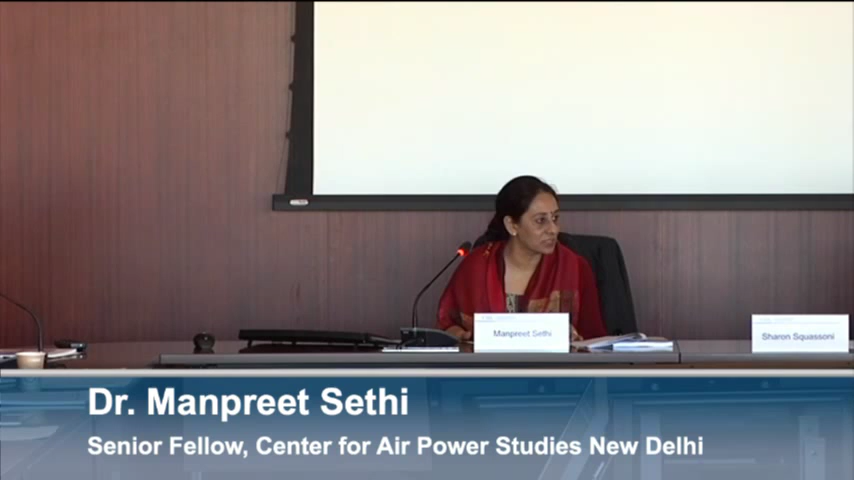 Manpreet Sethi
Sharon Squassoni
Dr. Manpreet Sethi
Senior Fellow, Center for Air Power Studies New Delhi